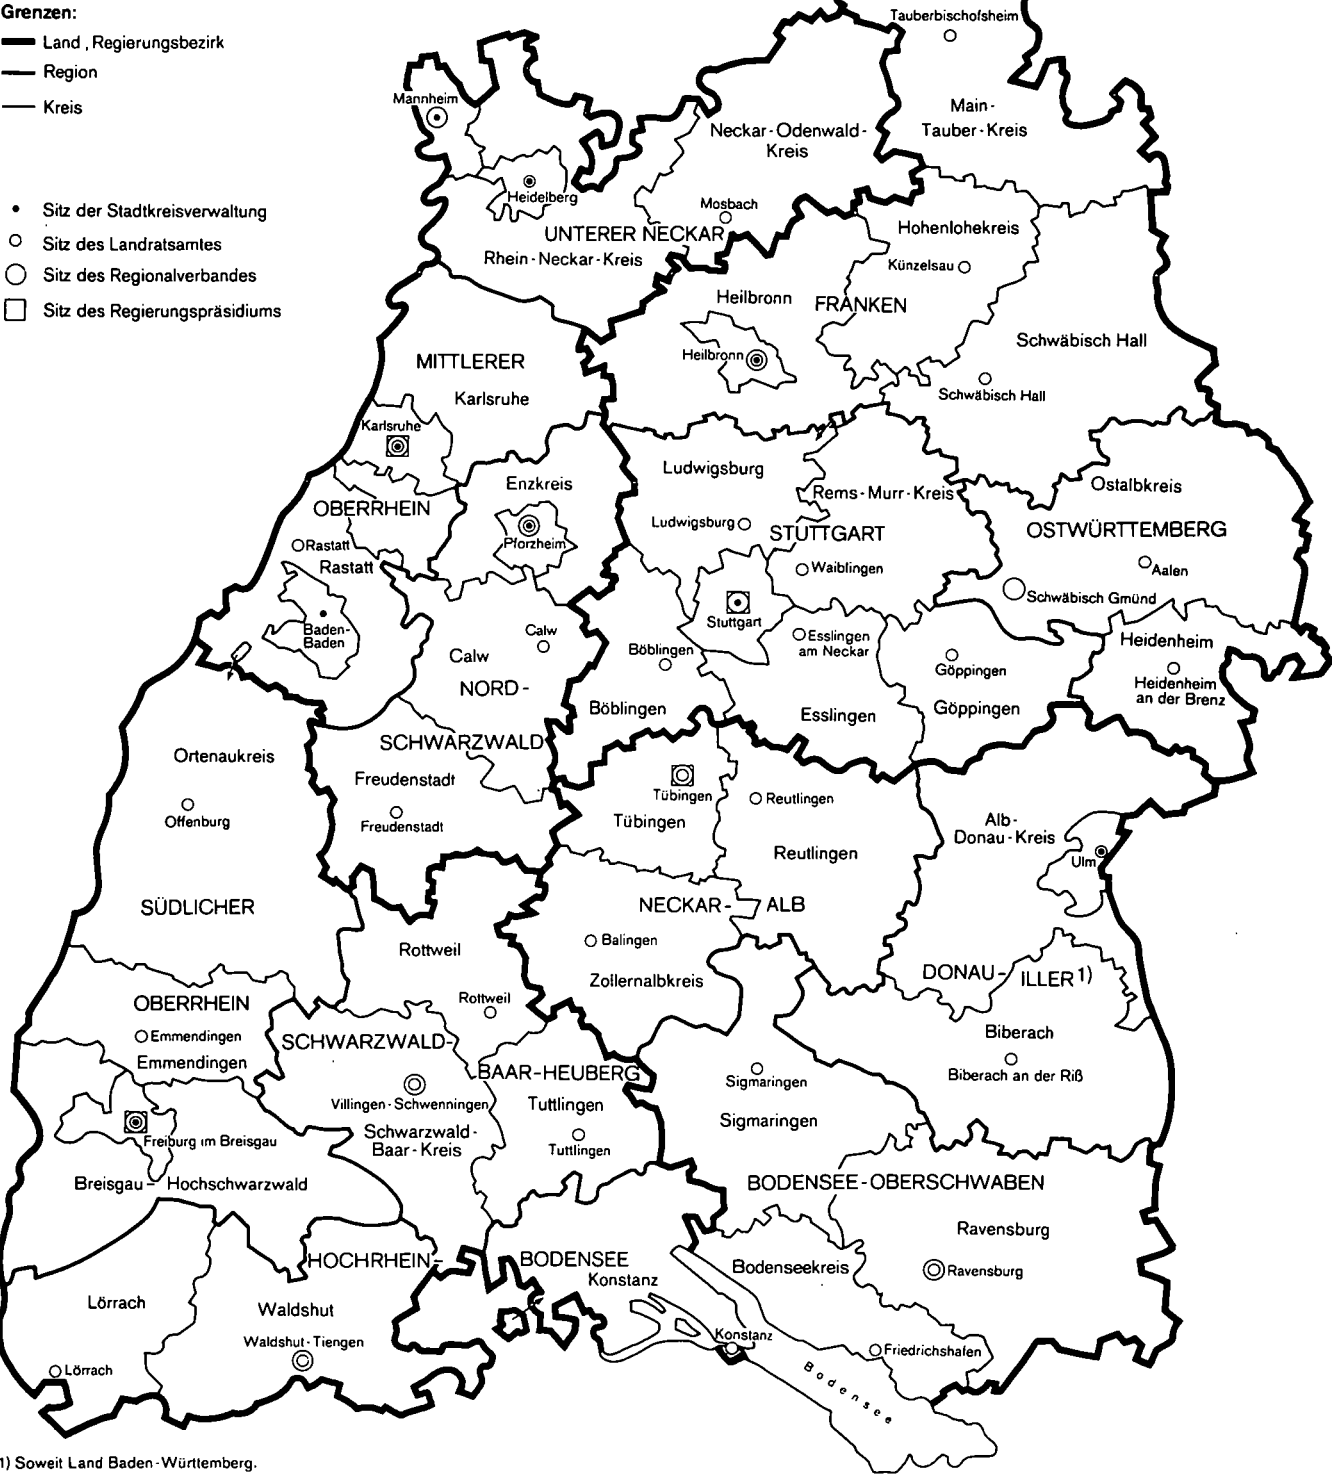 Grenzen:
Land, Regierungsbezirk
Region
Kreis
Sitz der Stadtkreisverwaltung
Sitz des Landratsamtes
Sitz des Regionalverbandes
Sitz des Regierungspräsidiums
Tauberbischofsheim
Main-
Tauber-Kreis
Mannheim
Neckar-Odenwald-
Kreis
Heidelberg
Mosbach
UNTERER NECKAR
Rhein-Neckar-Kreis
Hohenlohekreis
Künzelsau
Heilbronn
FRANKEN
Heilbronn
Schwäbisch Hall
Schwäbisch Hall
MITTLERER
Karlsruhe
Karlsruhe
Ludwigsburg
Enzkreis
Rems-Murr-Kreis
Ostalbkreis
OBERRHEIN
Ludwigsburg
STUTTGART
OSTWÜRTTEMBERG
Pforzheim
Rastatt
Rastatt
Waiblingen
Aalen
Schwäbisch Gmünd
Stuttgart
Baden-
Baden
Calw
Calw
NORD-
Böblingen
Böblingen
Esslingen
am Neckar
Esslingen
Göppingen
Göppingen
Heidenheim
Heidenheim
an der Brenz
SCHWARZWALD
Ortenaukreis
Freudenstadt
Freudenstadt
Offenburg
Tübingen
Tübingen
Reutlingen
Reutlingen
Alb-
Donau-Kreis
Ulm
SÜDLICHER
NECKAR-ALB
Rottweil
Balingen
Zollernalbkreis
DONAU-ILLER1)
OBERRHEIN
Rottweil
Emmendingen
Emmendingen
SCHWARZWALD-
BAAR-HEUBERG
Biberach
Biberach an der Riß
Villingen-Schwenningen
Tuttlingen
Sigmaringen
Sigmaringen
Freiburg im Breisgau
Schwarzwald-
Baar-Kreis
Tuttlingen
Breisgau-Hochschwarzwald
BODENSEE-OBERSCHWABEN
Ravensburg
HOCHRHEIN-
BODENSEE
Konstanz
Bodenseekreis
Ravensburg
Lörrach
Waldshut
Waldshut-Tiengen
Konstanz
Friedrichshafen
Lörrach
Bodensee
1) Soweit Land Baden-Württemberg.